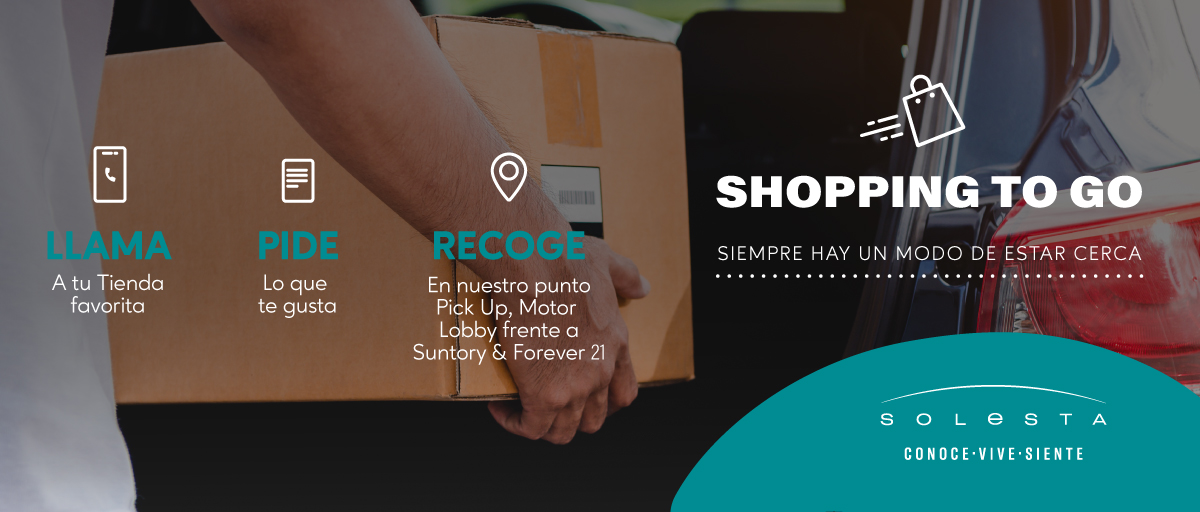 LLAMA
A tu Tienda
favorita
PIDE
Lo que
te gusta
RECOGE
En nuestro punto
Pick Up, Motor
Lobby frente a
Suntory & Forever 21
SHOPPING TO GO
SIEMPRE HAY UN MODO DE ESTAR CERCA
SOLeSTA
CONOCE·VIVE·SIENTE